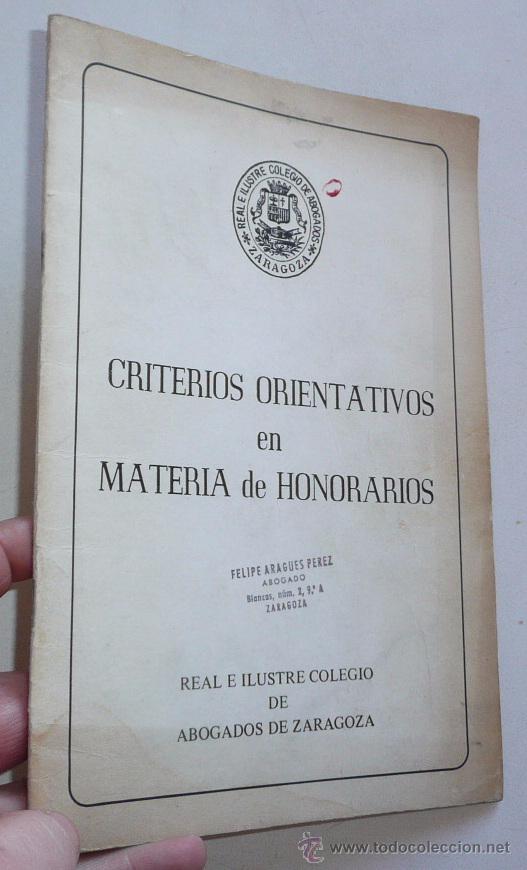 REAL E ILUSTRE COLEGIO DE ABOGADOS
* ZARAGOZA *
CRITERIOS ORIENTATIVOS
en
MATERIA de HONORARIOS
FELIPE ARAGUES PEREZ
ABOGADO
Blancas, núm. 2, 9.º A
ZARAGOZA
REAL E ILUSTRE COLEGIO
DE
ABOGADOS DE ZARAGOZA
www.todocoleccion.net